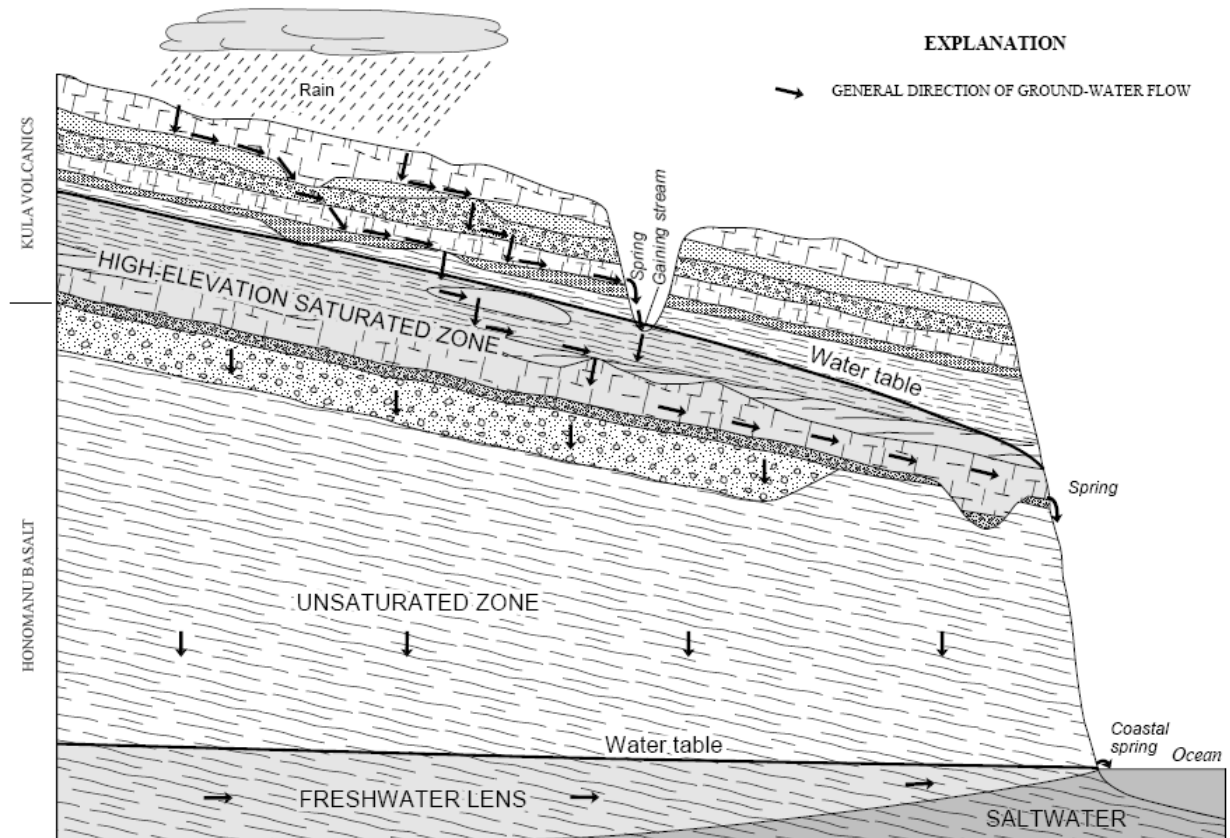 EXPLANATION
GENERAL DIRECTION OF GROUND-WATER FLOW
Rain
KULA VOLCANICS
Spring
Gaining stream
HIGH-ELEVATION SATURATED ZONE
Water table
Spring
HONOMANU BASALT
UNSATURATED ZONE
Water table
Coastal
spring
Ocean
FRESHWATER LENS
SALTWATER